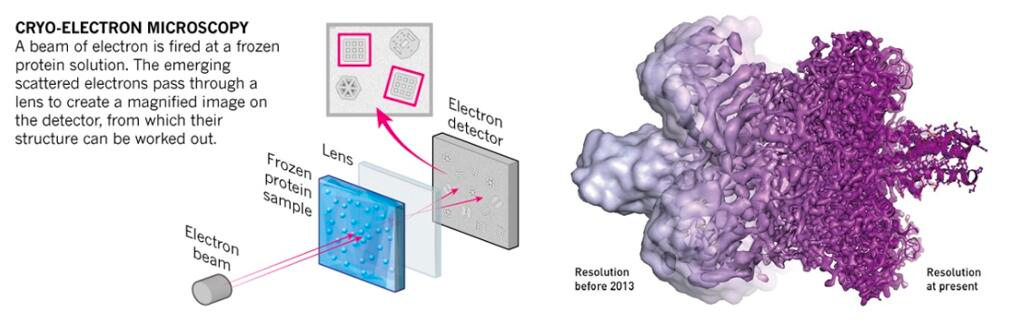 CRYO-ELECTRON MICROSCOPY
A beam of electron is fired at a frozen
protein solution. The emerging
scattered electrons pass through a
lens to create a magnified image on
the detector, from which their
structure can be worked out.
Electron
detector
Lens
Frozen
protein
sample
Electron
beam
Resolution
before 2013
Resolution
at present